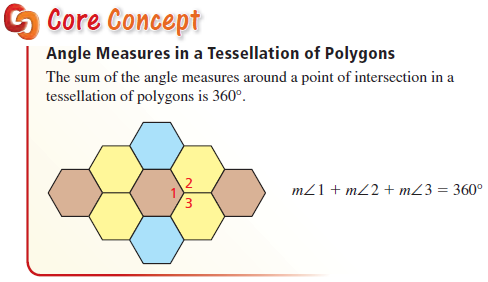 Core Concept
Angle Measures in a Tessellation of Polygons
The sum of the angle measures around a point of intersection in a
tessellation of polygons is 360°.
2
1
3
m∠1 + m∠2 + m∠3 = 360°